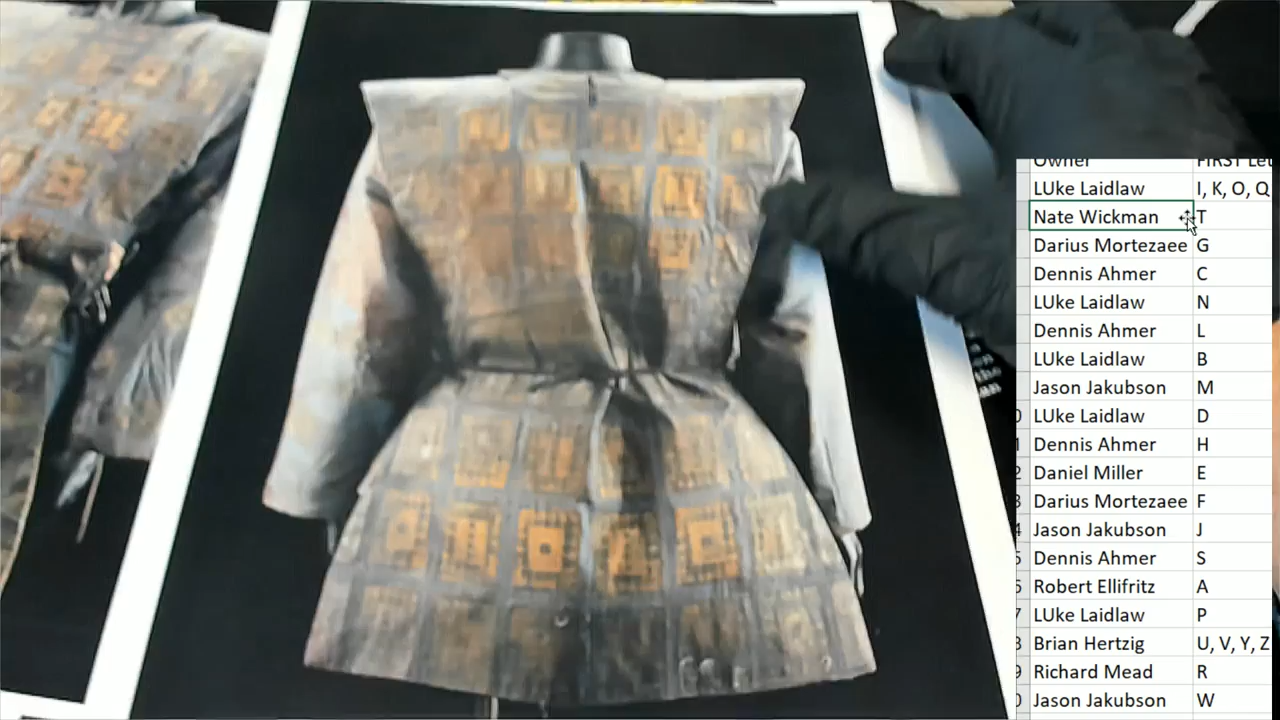 Owner FIRST Let
LUke Laidlaw I, K, O, Q
Nate Wickman T
Darius Mortezaee G
Dennis Ahmer C
LUke Laidlaw N
Dennis Ahmer L
LUke Laidlaw B
Jason Jakubson M
LUke Laidlaw D
Dennis Ahmer H
Daniel Miller E
Darius Mortezaee F
Jason Jakubson J
Dennis Ahmer S
Robert Ellifritz A
LUke Laidlaw P
Brian Hertzig U, V, Y, Z
Richard Mead R
Jason Jakubson W